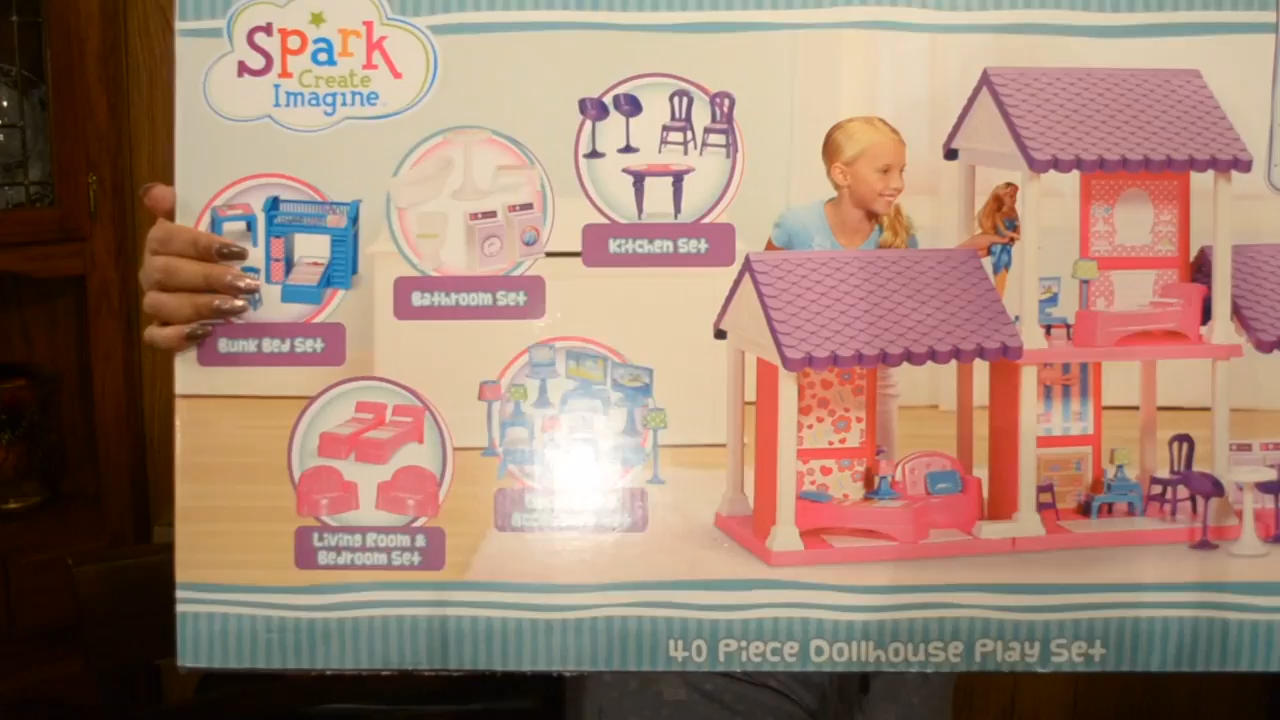 Spark
Create
Imagine
Kitchen Set
Bathroom Set
Bunk Bed Set
Living Room &
Bedroom Set
40 Piece Dollhouse Play Set